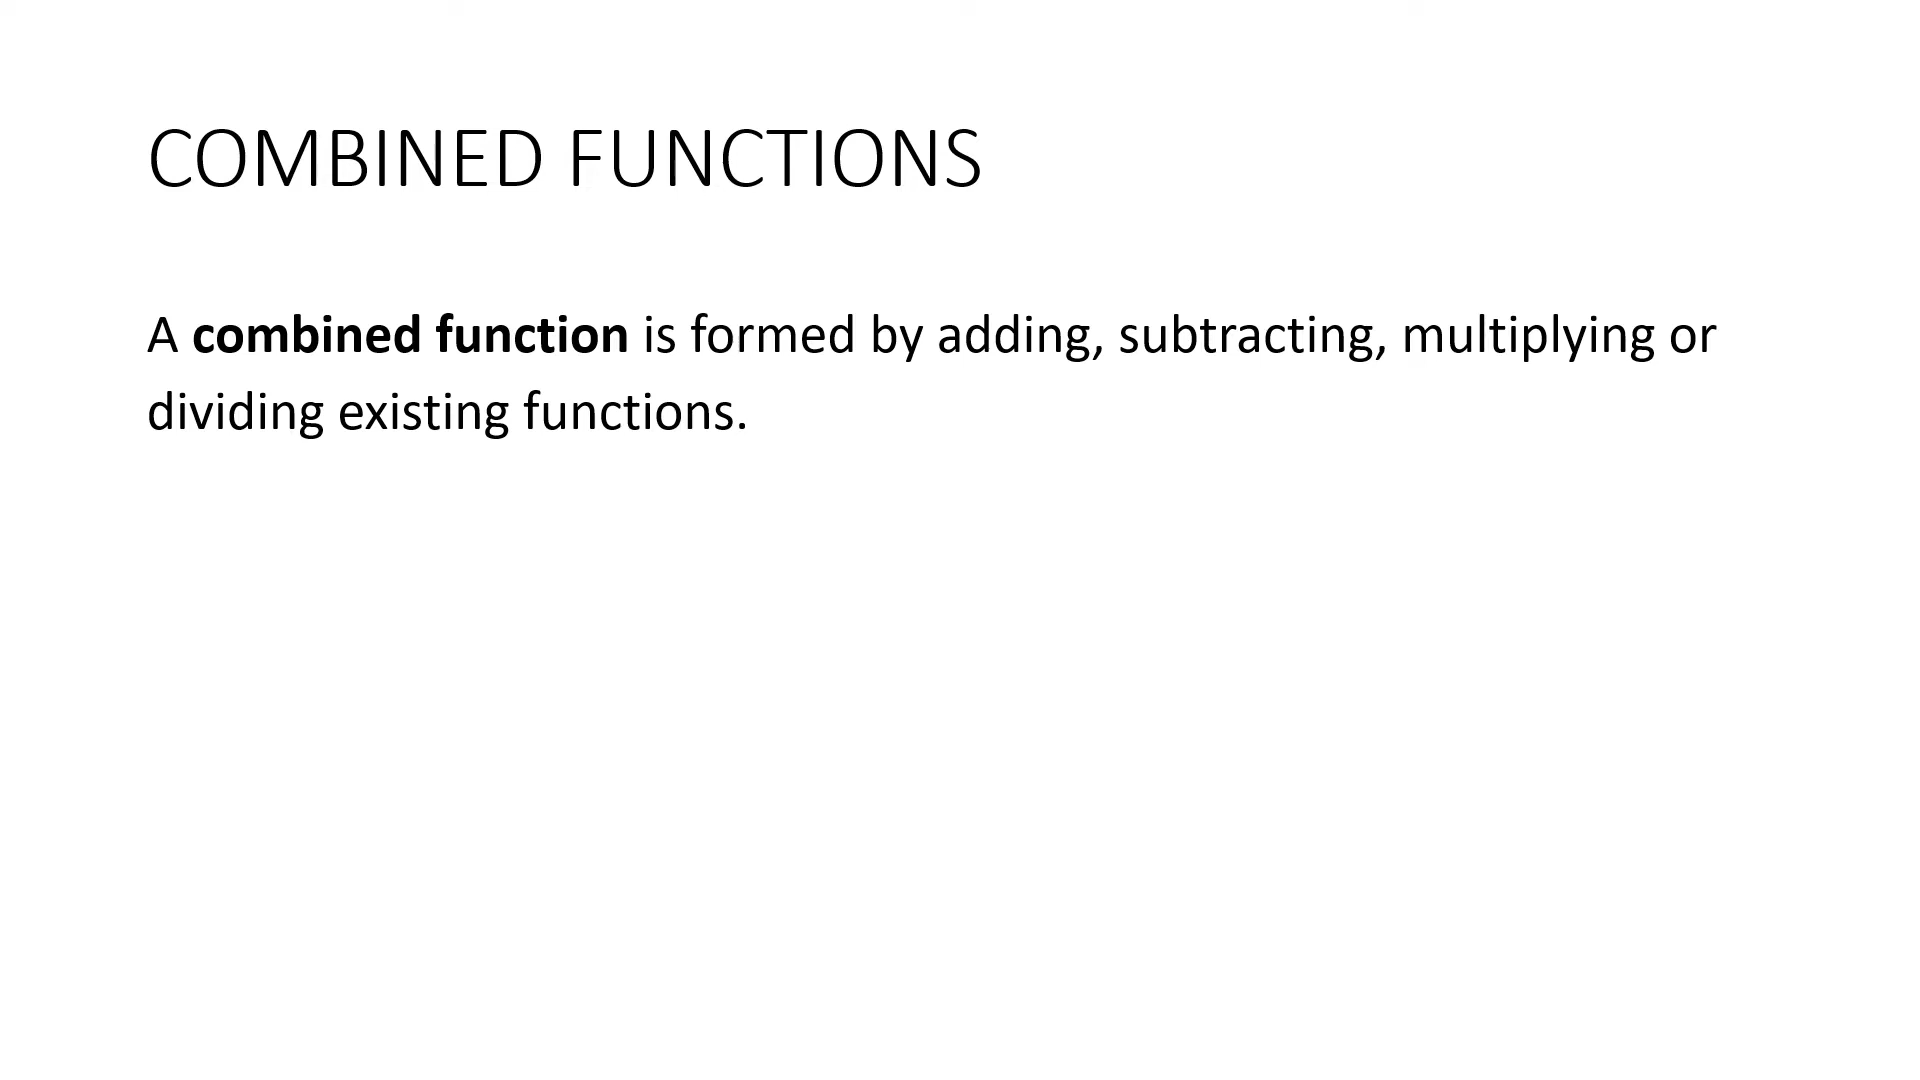 COMBINED FUNCTIONS
A combined function is formed by adding, subtracting, multiplying or
dividing existing functions.